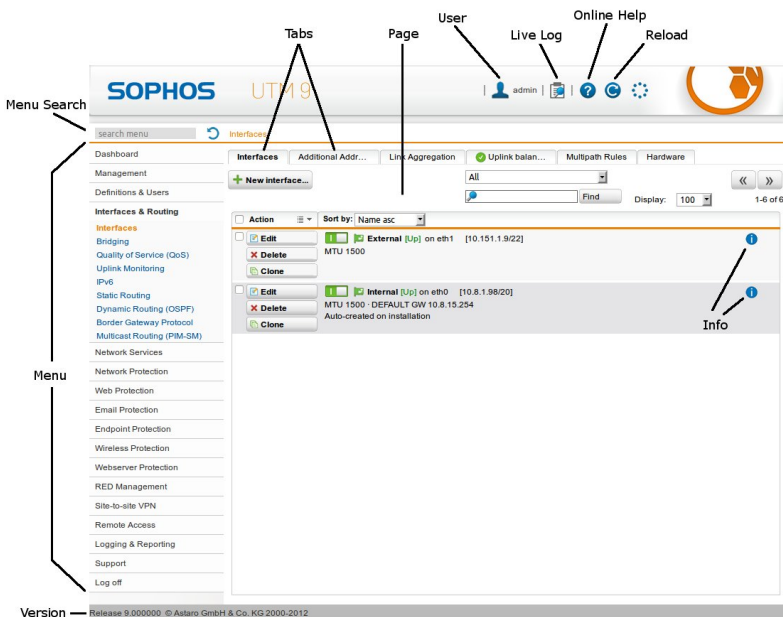 Online Help
User
Tabs
Page
Live Log
Reload
SOPHOS
UTM 9
| admin | |
Menu Search
search menu
Interfaces
Dashboard
Management
Definitions & Users
Interfaces & Routing
Interfaces
Bridging
Quality of Service (QoS)
Uplink Monitoring
IPv6
Static Routing
Dynamic Routing (OSPF)
Border Gateway Protocol
Multicast Routing (PIM-SM)
Network Services
Network Protection
Web Protection
Email Protection
Endpoint Protection
Wireless Protection
Webserver Protection
RED Management
Site-to-site VPN
Remote Access
Logging & Reporting
Support
Log off
Menu
Interfaces
Additional Addr...
Link Aggregation
Uplink balan...
Multipath Rules
Hardware
New interface...
All
Find
Display: 100
« »
1-6 of 6
Action
Sort by: Name asc
Edit
External [Up] on eth1 [10.151.1.9/22]
Delete
MTU 1500
Clone
Edit
Internal [Up] on eth0 [10.8.1.98/20]
Delete
MTU 1500 · DEFAULT GW 10.8.15.254
Clone
Auto-created on installation
Info
Version
Release 9.000000 © Astaro GmbH & Co. KG 2000-2012